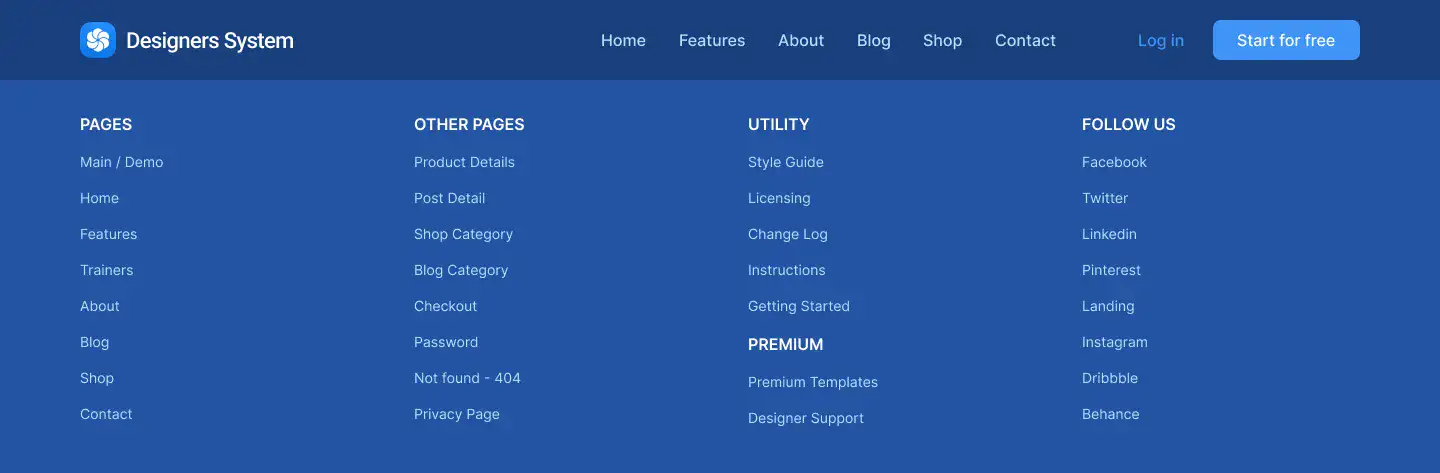 Designers System
Home Features About Blog Shop Contact Log in Start for free
PAGES
Main / Demo
Home
Features
Trainers
About
Blog
Shop
Contact
OTHER PAGES
Product Details
Post Detail
Shop Category
Blog Category
Checkout
Password
Not found - 404
Privacy Page
UTILITY
Style Guide
Licensing
Change Log
Instructions
Getting Started
PREMIUM
Premium Templates
Designer Support
FOLLOW US
Facebook
Twitter
Linkedin
Pinterest
Landing
Instagram
Dribbble
Behance